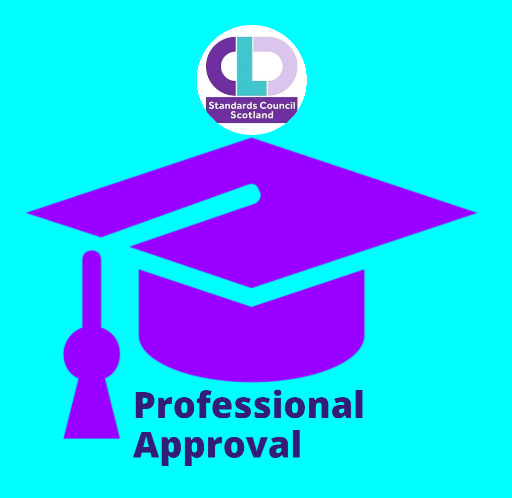 CLD
Standards Council
Scotland
Professional
Approval